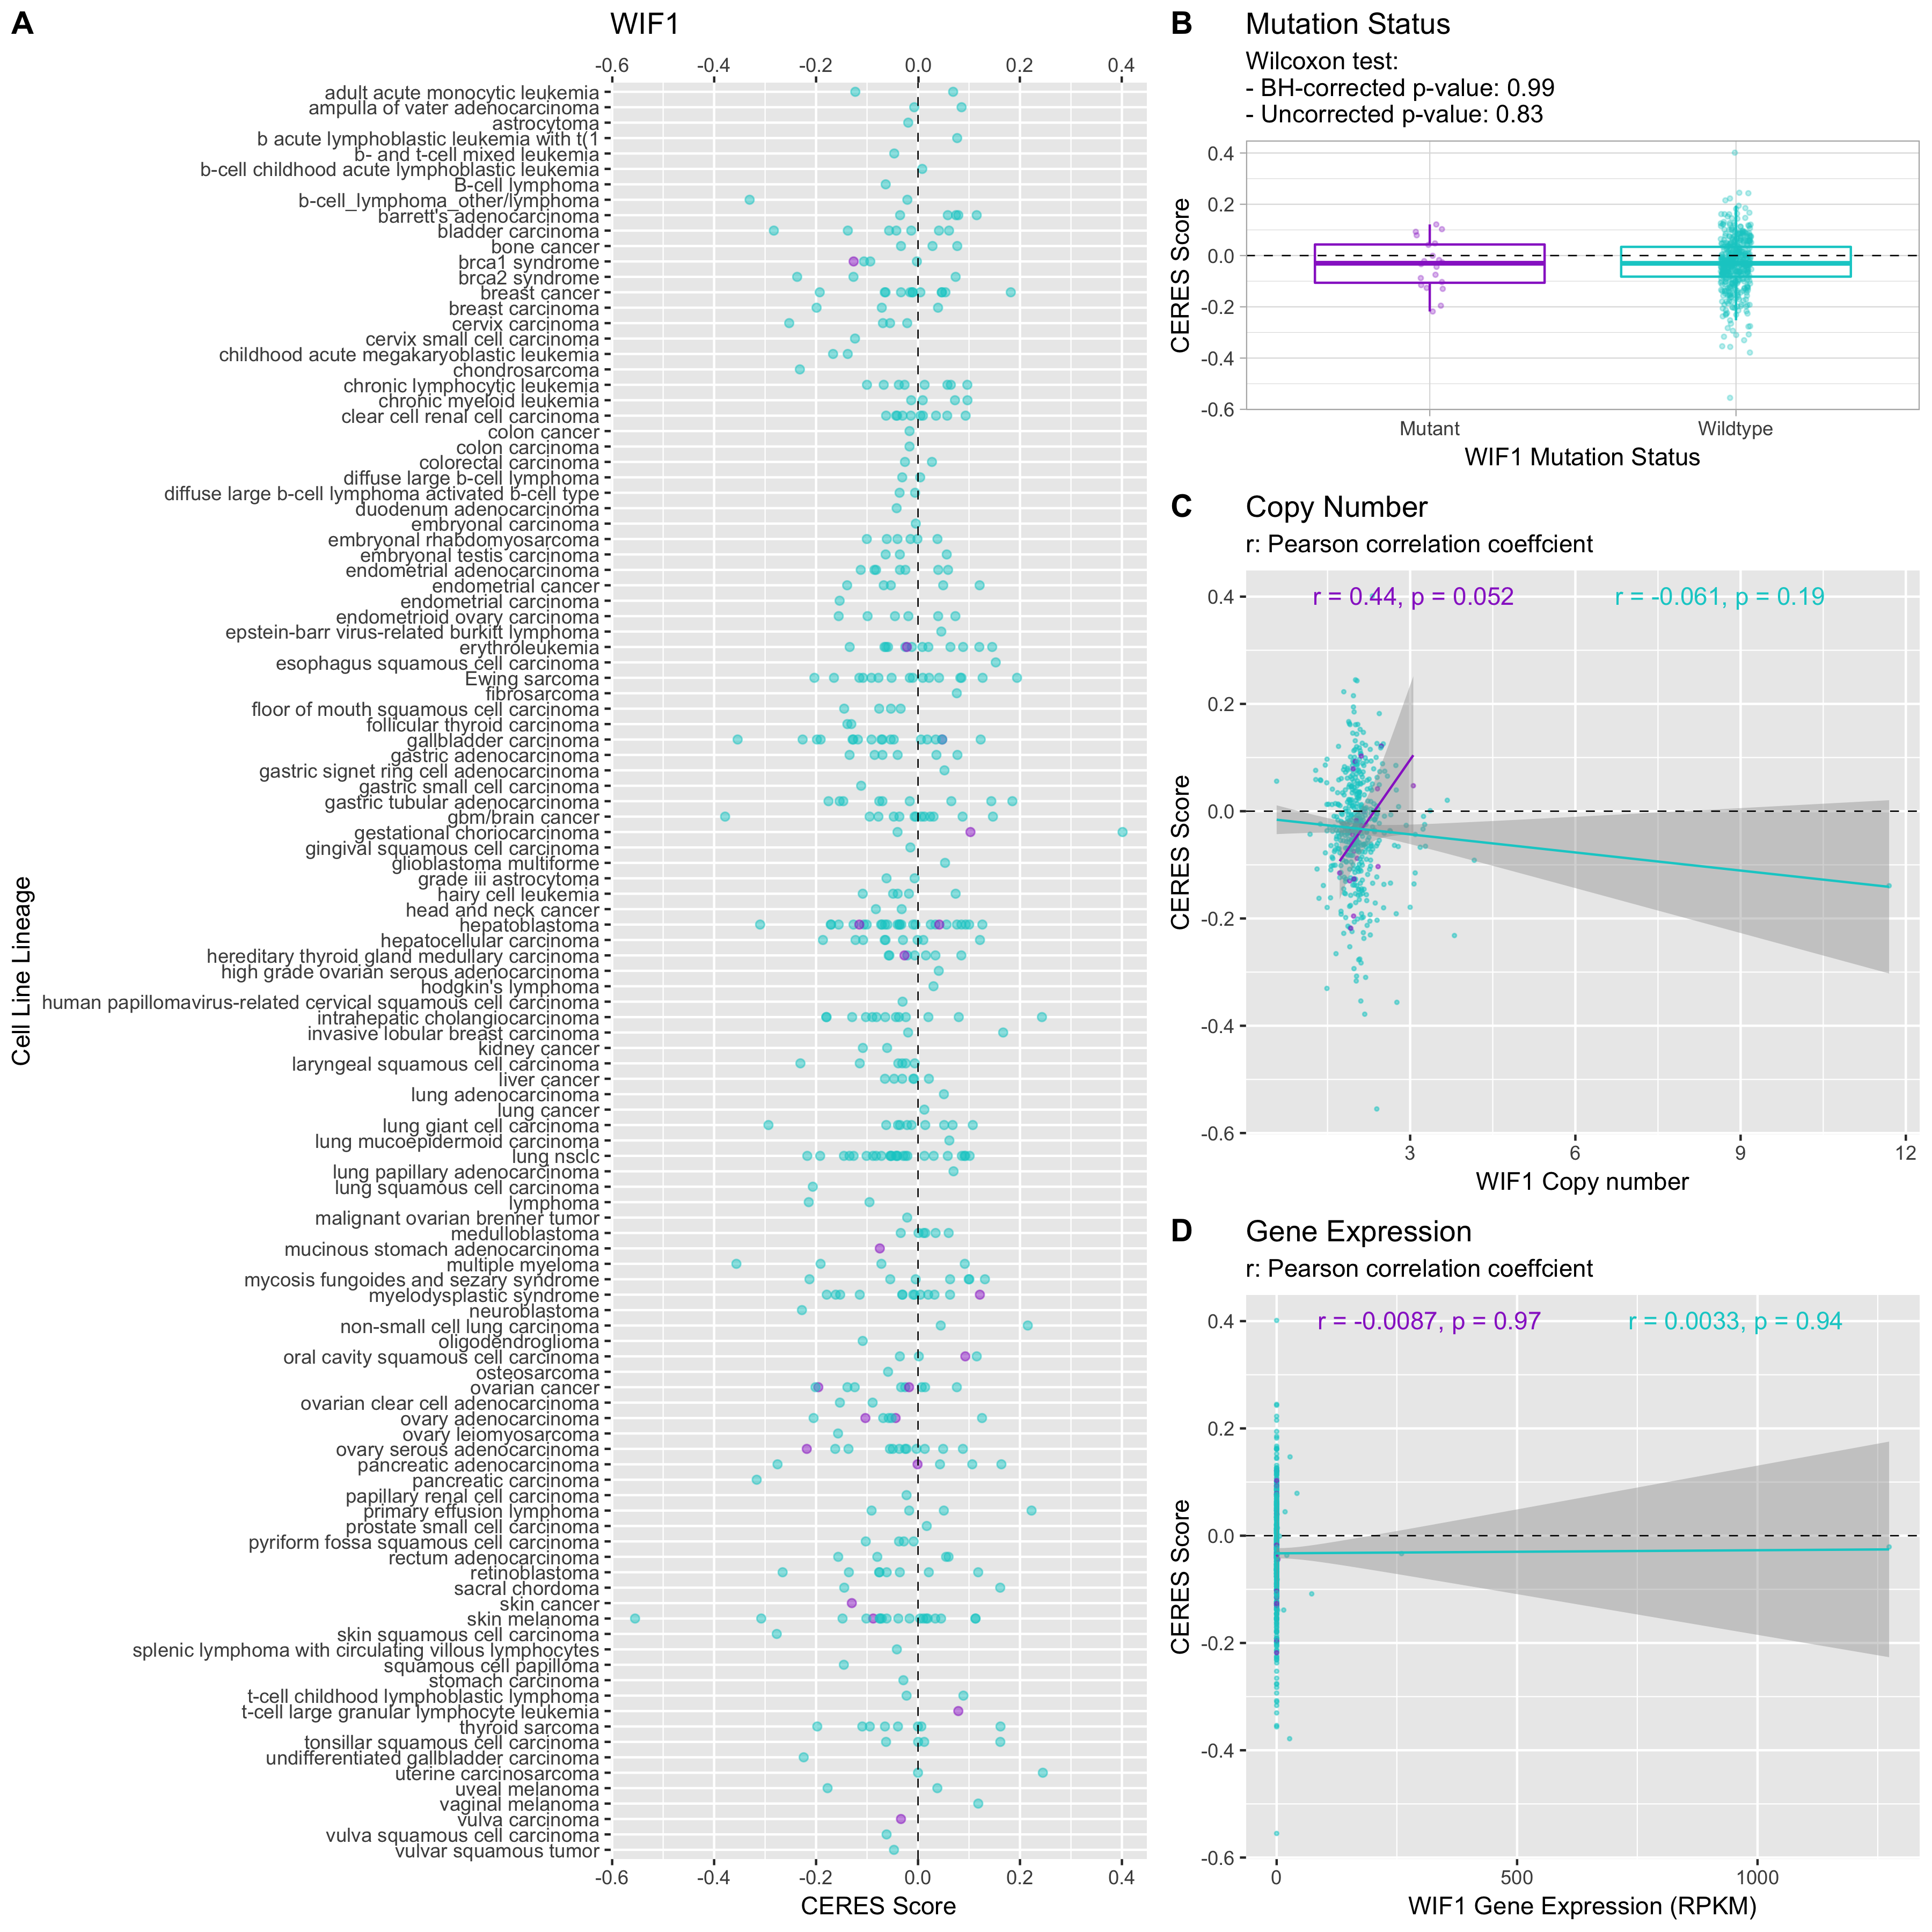 A
WIF1
-0.6 -0.4 -0.2 0.0 0.2 0.4
Cell Line Lineage
adult acute monocytic leukemia
ampulla of vater adenocarcinoma
astrocytoma
b acute lymphoblastic leukemia with t(1
b- and t-cell mixed leukemia
b-cell childhood acute lymphoblastic leukemia
B-cell lymphoma
b-cell_lymphoma_other/lymphoma
barrett's adenocarcinoma
bladder carcinoma
bone cancer
brca1 syndrome
brca2 syndrome
breast cancer
breast carcinoma
cervix carcinoma
cervix small cell carcinoma
childhood acute megakaryoblastic leukemia
chondrosarcoma
chronic lymphocytic leukemia
chronic myeloid leukemia
clear cell renal cell carcinoma
colon cancer
colon carcinoma
colorectal carcinoma
diffuse large b-cell lymphoma
diffuse large b-cell lymphoma activated b-cell type
duodenum adenocarcinoma
embryonal carcinoma
embryonal rhabdomyosarcoma
embryonal testis carcinoma
endometrial adenocarcinoma
endometrial cancer
endometrial carcinoma
endometrioid ovary carcinoma
epstein-barr virus-related burkitt lymphoma
erythroleukemia
esophagus squamous cell carcinoma
Ewing sarcoma
fibrosarcoma
floor of mouth squamous cell carcinoma
follicular thyroid carcinoma
gallbladder carcinoma
gastric adenocarcinoma
gastric signet ring cell adenocarcinoma
gastric small cell carcinoma
gastric tubular adenocarcinoma
gbm/brain cancer
gestational choriocarcinoma
gingival squamous cell carcinoma
glioblastoma multiforme
grade iii astrocytoma
hairy cell leukemia
head and neck cancer
hepatoblastoma
hepatocellular carcinoma
hereditary thyroid gland medullary carcinoma
high grade ovarian serous adenocarcinoma
hodgkin's lymphoma
human papillomavirus-related cervical squamous cell carcinoma
intrahepatic cholangiocarcinoma
invasive lobular breast carcinoma
kidney cancer
laryngeal squamous cell carcinoma
liver cancer
lung adenocarcinoma
lung cancer
lung giant cell carcinoma
lung mucoepidermoid carcinoma
lung nsclc
lung papillary adenocarcinoma
lung squamous cell carcinoma
lymphoma
malignant ovarian brenner tumor
medulloblastoma
mucinous stomach adenocarcinoma
multiple myeloma
mycosis fungoides and sezary syndrome
myelodysplastic syndrome
neuroblastoma
non-small cell lung carcinoma
oligodendroglioma
oral cavity squamous cell carcinoma
osteosarcoma
ovarian cancer
ovarian clear cell adenocarcinoma
ovary adenocarcinoma
ovary leiomyosarcoma
ovary serous adenocarcinoma
pancreatic adenocarcinoma
pancreatic carcinoma
papillary renal cell carcinoma
primary effusion lymphoma
prostate small cell carcinoma
pyriform fossa squamous cell carcinoma
rectum adenocarcinoma
retinoblastoma
sacral chordoma
skin cancer
skin melanoma
skin squamous cell carcinoma
splenic lymphoma with circulating villous lymphocytes
squamous cell papilloma
stomach carcinoma
t-cell childhood lymphoblastic lymphoma
t-cell large granular lymphocyte leukemia
thyroid sarcoma
tonsillar squamous cell carcinoma
undifferentiated gallbladder carcinoma
uterine carcinosarcoma
uveal melanoma
vaginal melanoma
vulva carcinoma
vulva squamous cell carcinoma
vulvar squamous tumor
-0.6 -0.4 -0.2 0.0 0.2 0.4
CERES Score
B
Mutation Status
Wilcoxon test:
- BH-corrected p-value: 0.99
- Uncorrected p-value: 0.83
CERES Score
0.4
0.2
0.0
-0.2
-0.4
-0.6
Mutant Wildtype
WIF1 Mutation Status
C
Copy Number
r: Pearson correlation coeffcient
r = 0.44, p = 0.052 r = -0.061, p = 0.19
CERES Score
0.4
0.2
0.0
-0.2
-0.4
-0.6
3 6 9 12
WIF1 Copy number
D
Gene Expression
r: Pearson correlation coeffcient
r = -0.0087, p = 0.97 r = 0.0033, p = 0.94
CERES Score
0.4
0.2
0.0
-0.2
-0.4
-0.6
0 500 1000
WIF1 Gene Expression (RPKM)